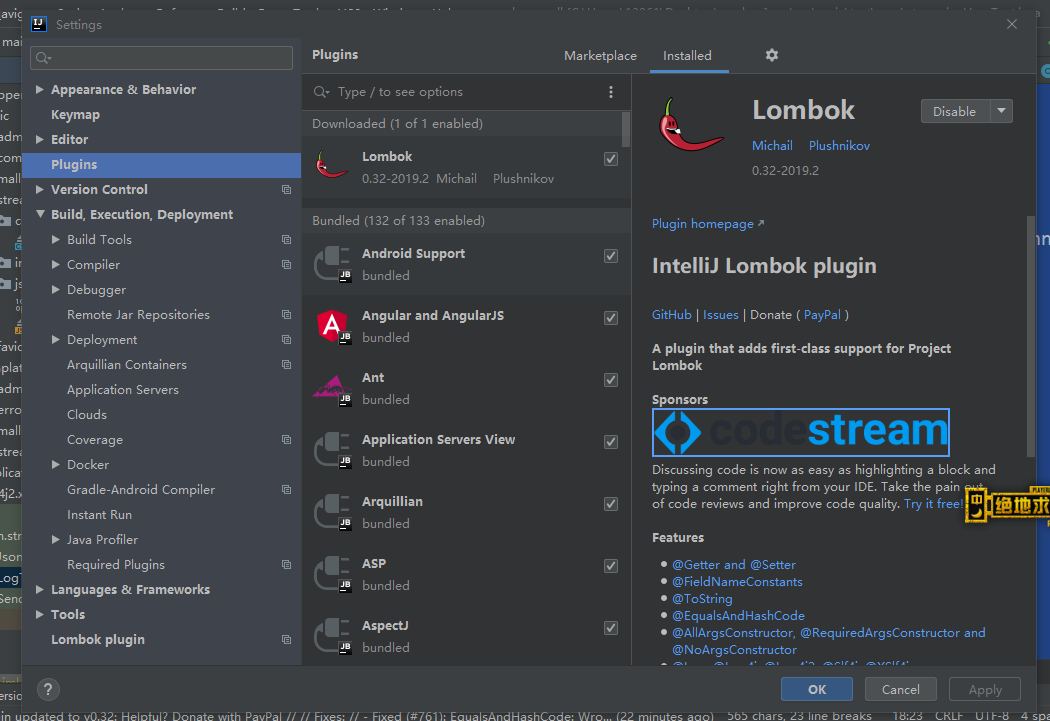 Settings
Plugins
Marketplace
Installed
Appearance & Behavior
Keymap
Editor
Plugins
Version Control
Build, Execution, Deployment
Build Tools
Compiler
Debugger
Remote Jar Repositories
Deployment
Arquillian Containers
Application Servers
Clouds
Coverage
Docker
Gradle-Android Compiler
Instant Run
Java Profiler
Required Plugins
Languages & Frameworks
Tools
Lombok plugin
Type / to see options
Downloaded (1 of 1 enabled)
Lombok
0.32-2019.2 Michail Plushnikov
Bundled (132 of 133 enabled)
Android Support
bundled
Angular and AngularJS
bundled
Ant
bundled
Application Servers View
bundled
Arquillian
bundled
ASP
bundled
AspectJ
bundled
Lombok
Disable
Michail Plushnikov
0.32-2019.2
Plugin homepage
IntelliJ Lombok plugin
GitHub | Issues | Donate ( PayPal )
A plugin that adds first-class support for Project
Lombok
Sponsors
codestream
Discussing code is now as easy as highlighting a block and
typing a comment right from your IDE. Take the pain out
of code reviews and improve code quality. Try it free!
绝地求
Features
@Getter and @Setter
@FieldNameConstants
@ToString
@EqualsAndHashCode
@AllArgsConstructor, @RequiredArgsConstructor and
@NoArgsConstructor
?
OK
Cancel
Apply
in updated to v0.32: Helpful? Donate with PayPal // // Fixes: // - Fixed (#761): EqualsAndHashCode: Wro... (22 minutes ago) 565 chars, 23 line breaks 18:23 CRLF UTF-8 4 spa